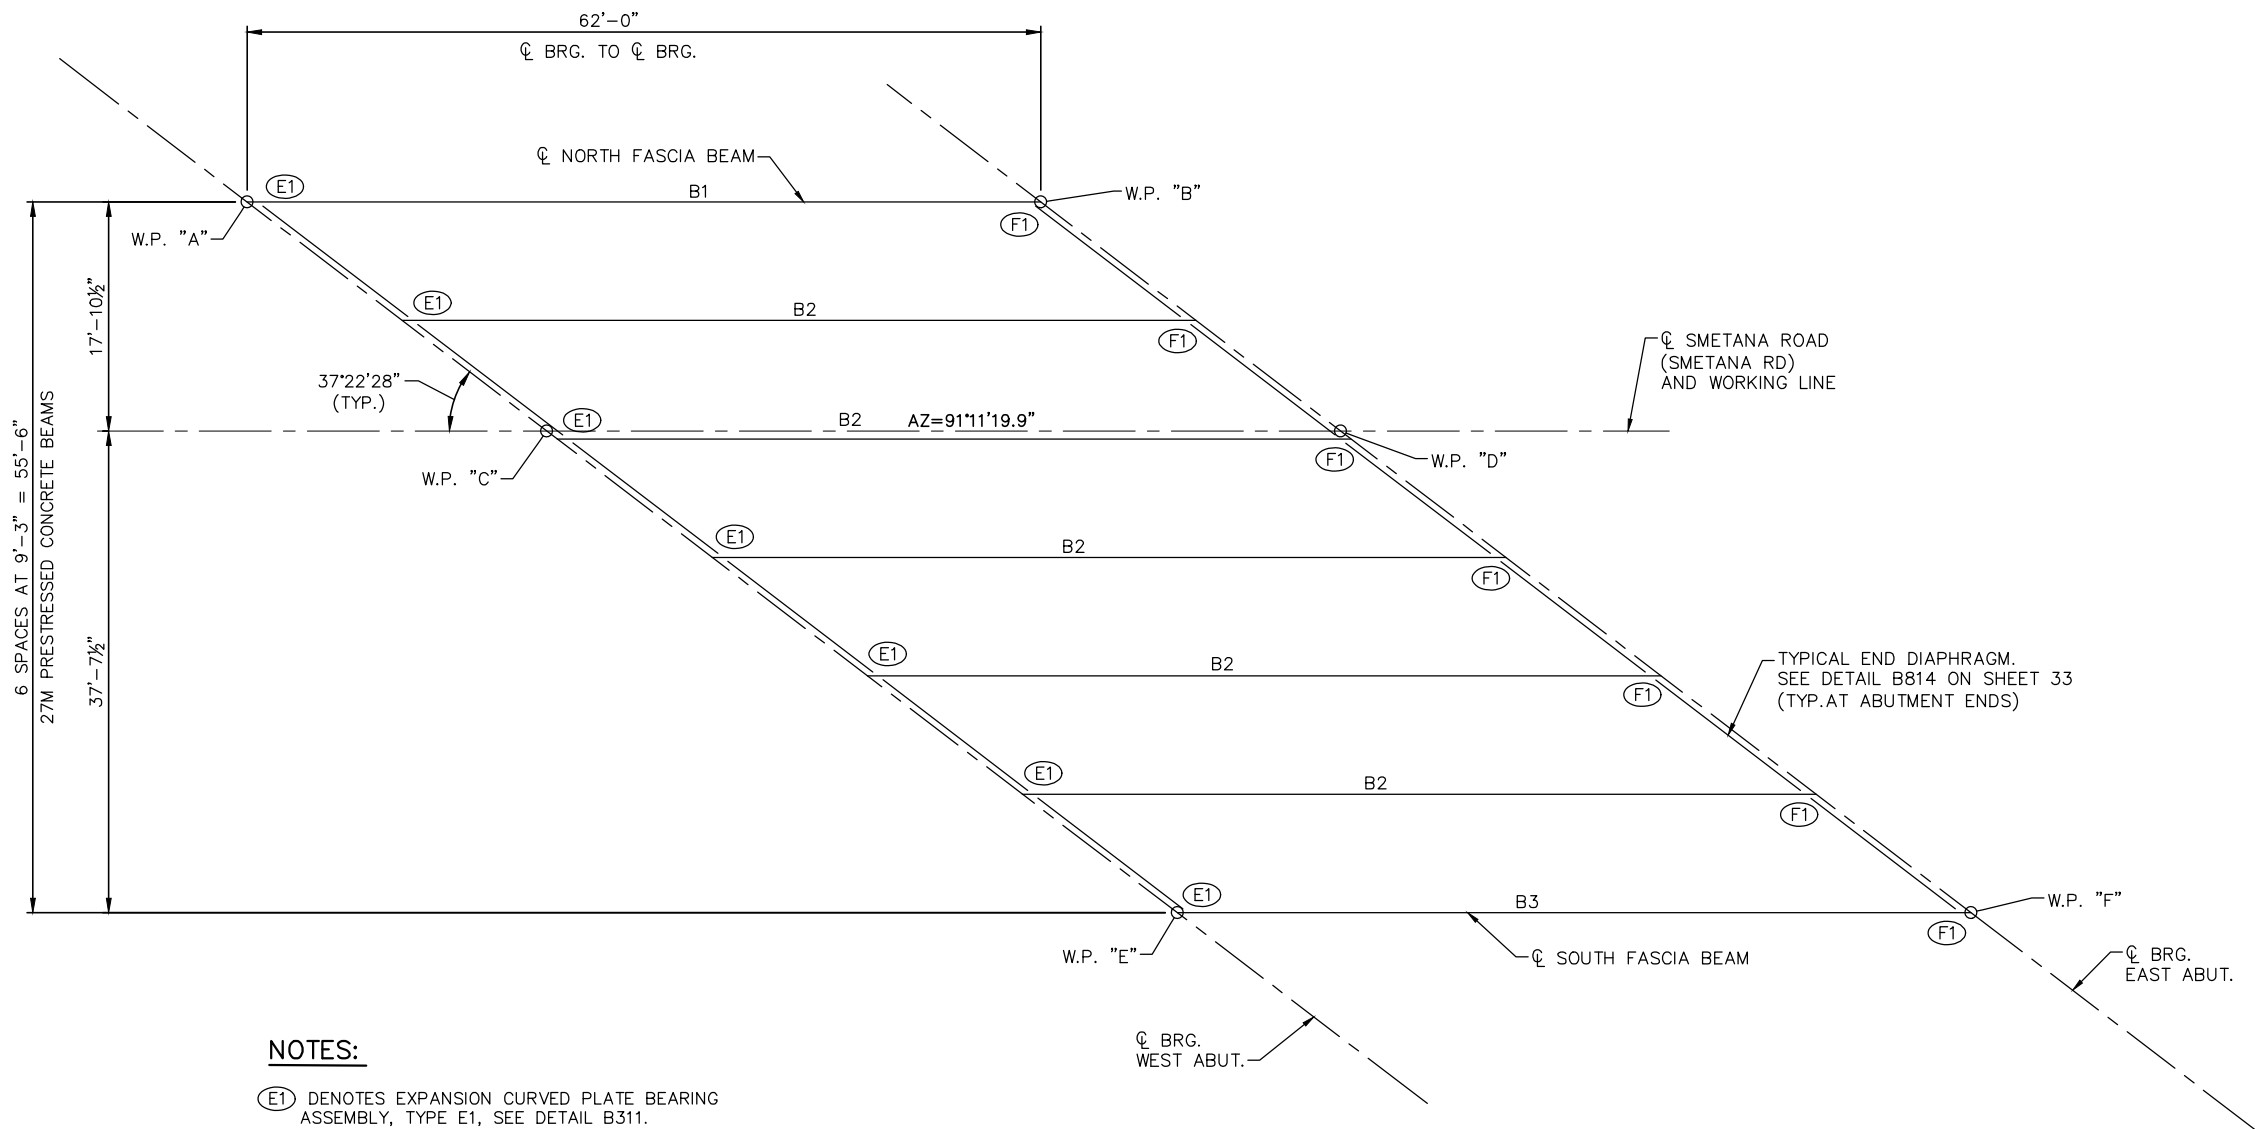 62'-0"
℄ BRG. TO ℄ BRG.
℄ NORTH FASCIA BEAM
E1
B1
W.P. "B"
F1
W.P. "A"
17'-10½"
E1
B2
F1
℄ SMETANA ROAD
(SMETANA RD)
AND WORKING LINE
37°22'28"
(TYP.)
E1
B2
AZ=91°11'19.9"
F1
W.P. "D"
W.P. "C"
6 SPACES AT 9'-3" = 55'-6"
27M PRESTRESSED CONCRETE BEAMS
37'-7½"
E1
B2
F1
E1
B2
F1
TYPICAL END DIAPHRAGM.
SEE DETAIL B814 ON SHEET 33
(TYP.AT ABUTMENT ENDS)
E1
B2
F1
E1
B3
W.P. "F"
F1
W.P. "E"
℄ SOUTH FASCIA BEAM
℄ BRG.
EAST ABUT.
℄ BRG.
WEST ABUT.
NOTES:
E1 DENOTES EXPANSION CURVED PLATE BEARING
ASSEMBLY, TYPE E1, SEE DETAIL B311.